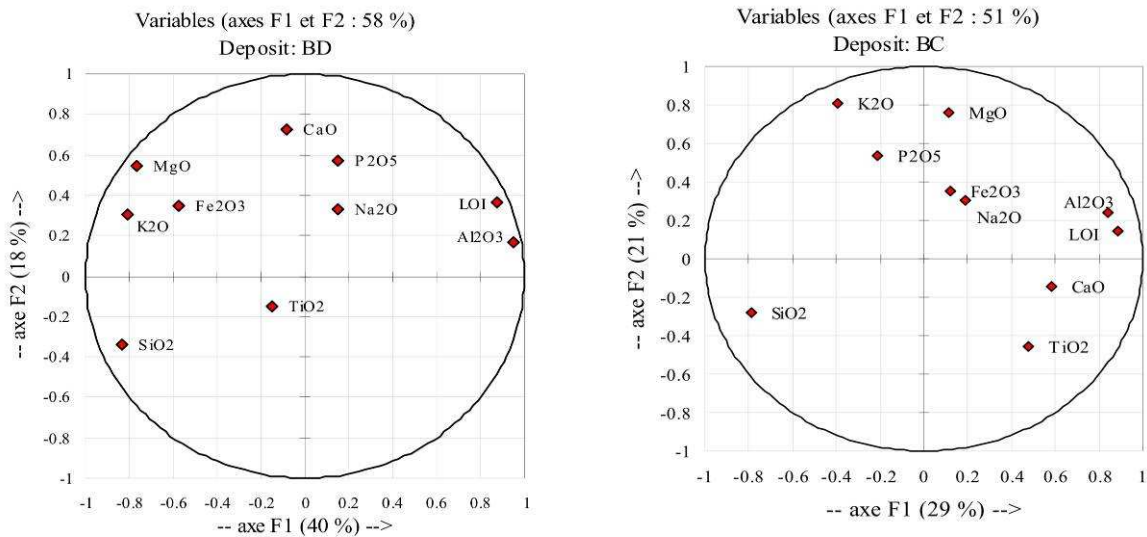 Variables (axes F1 et F2 : 58 %)
Deposit: BD
1
0.8
0.6
0.4
0.2
0
-0.2
-0.4
-0.6
-0.8
-1
-- axe F2 (18 %) -->
CaO
MgO
P2O5
K2O
Fe2O3
Na2O
LOI
Al2O3
TiO2
SiO2
-1 -0.8 -0.6 -0.4 -0.2 0 0.2 0.4 0.6 0.8 1
-- axe F1 (40 %) -->
Variables (axes F1 et F2 : 51 %)
Deposit: BC
1
0.8
0.6
0.4
0.2
0
-0.2
-0.4
-0.6
-0.8
-1
-- axe F2 (21 %) -->
K2O
MgO
P2O5
Fe2O3
Na2O
Al2O3
LOI
CaO
SiO2
TiO2
-1 -0.8 -0.6 -0.4 -0.2 0 0.2 0.4 0.6 0.8 1
-- axe F1 (29 %) -->